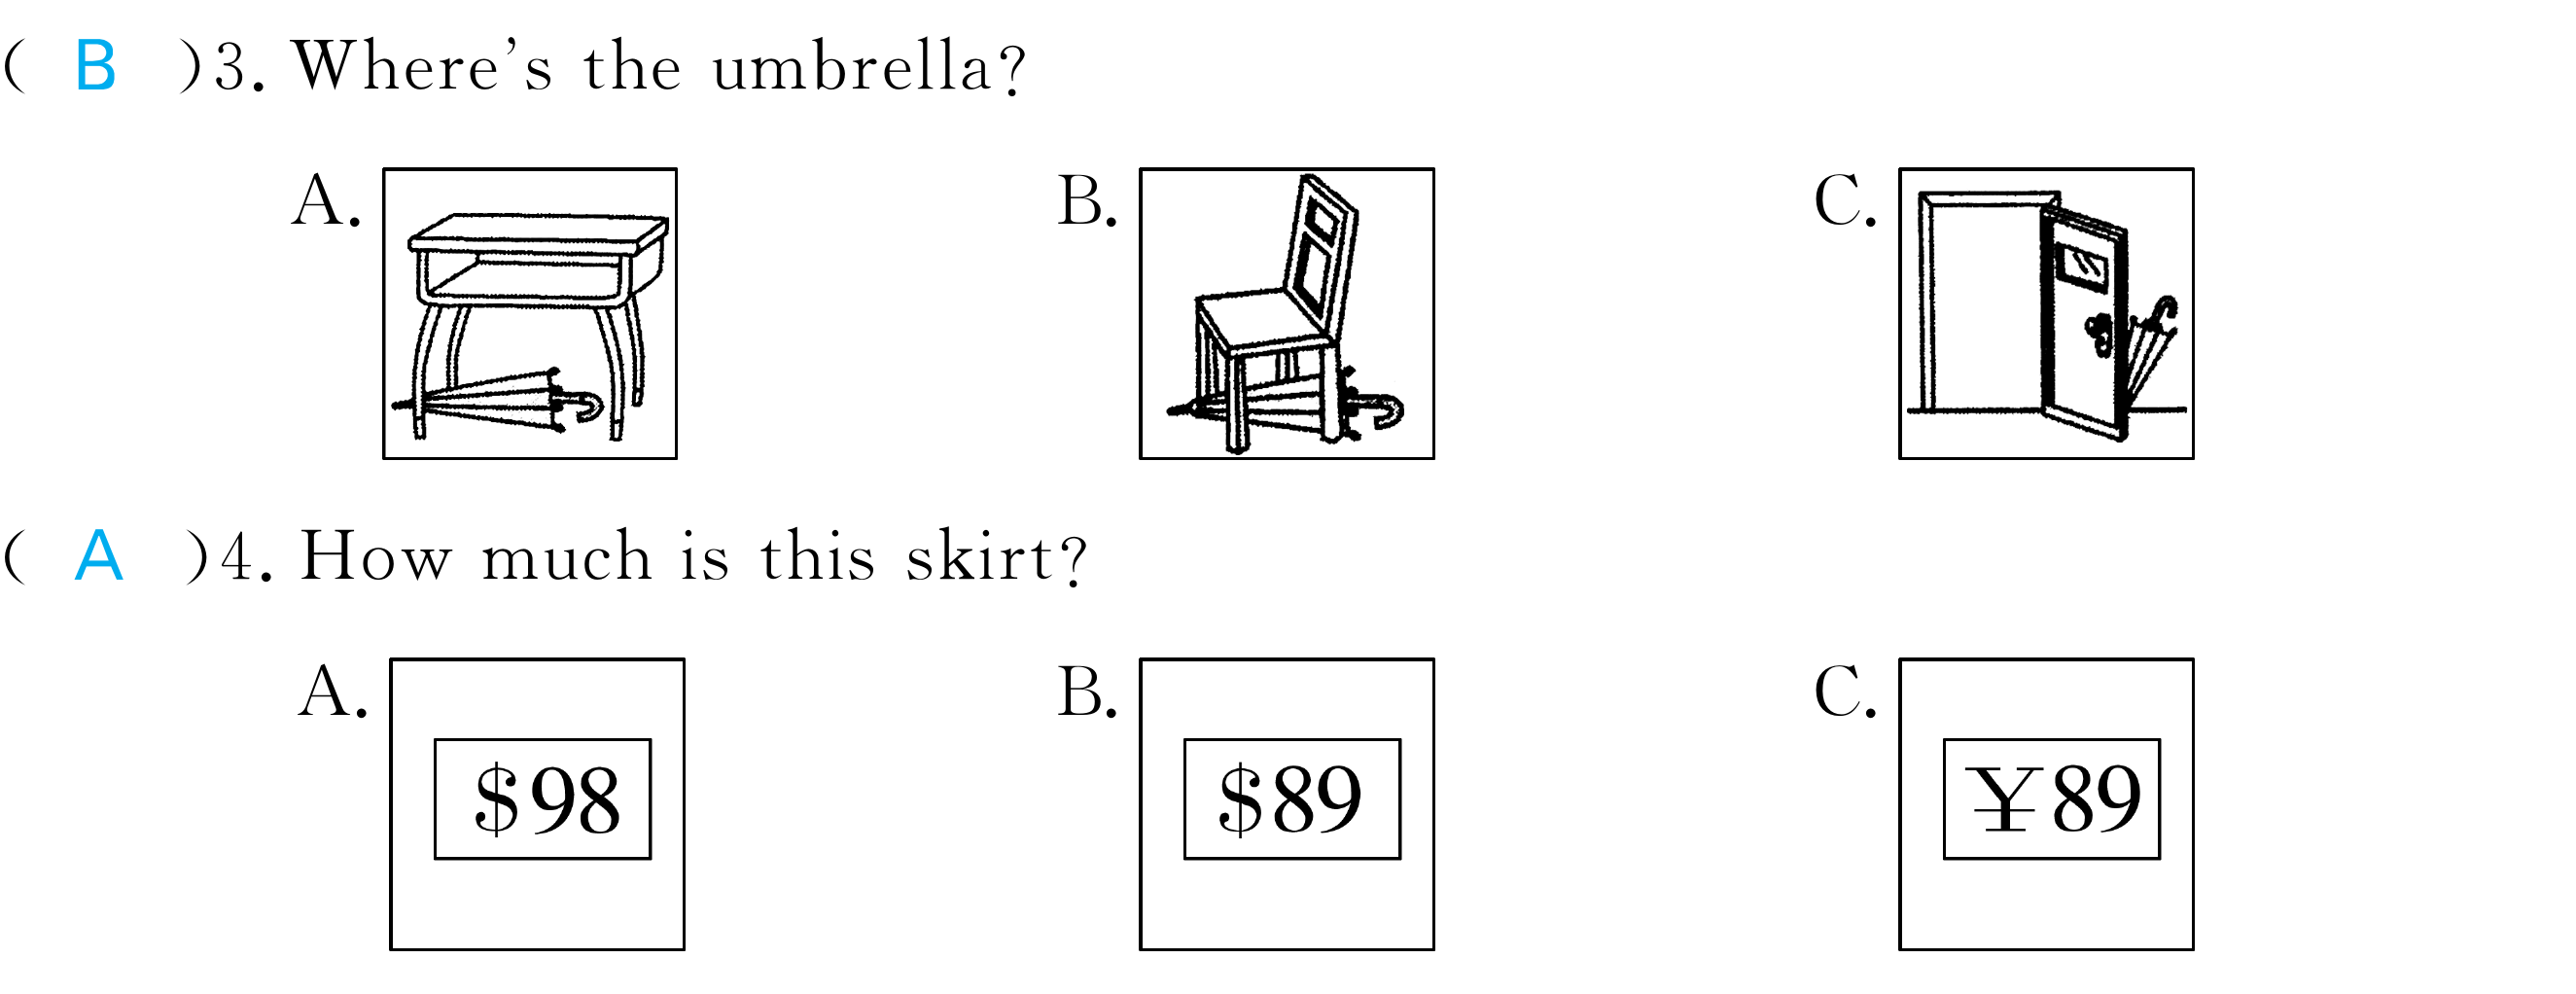 ( B )3. Where's the umbrella?
A. B. C.
( A )4. How much is this skirt?
A. B. C.
$98 $89 ¥89